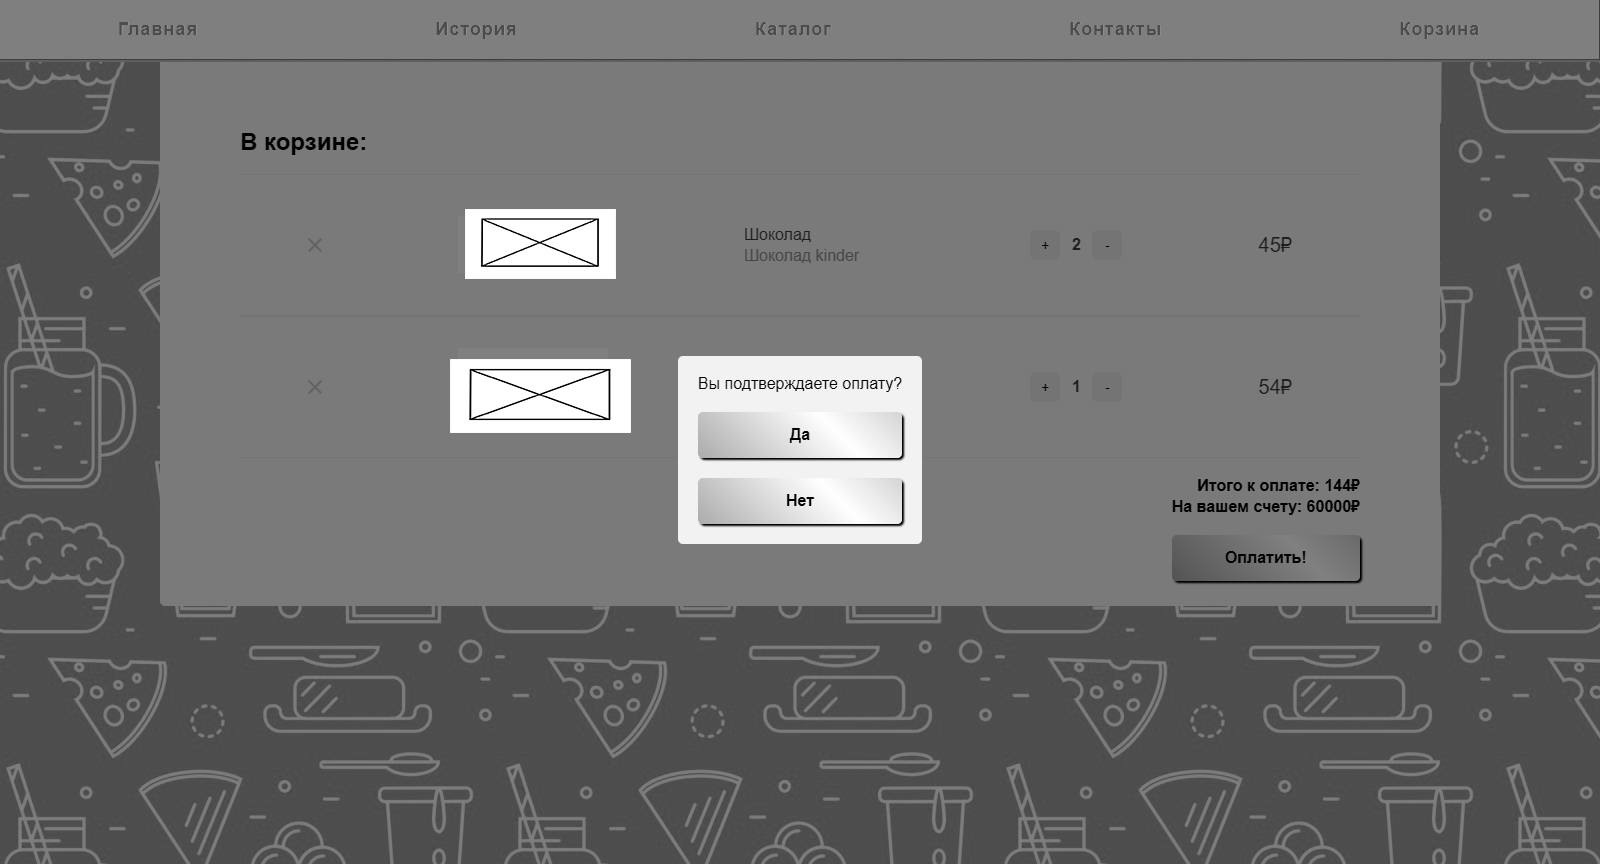 Главная История Каталог Контакты Корзина
В корзине:
× Шоколад
Шоколад kinder
+ 2 - 45₽
× + 1 - 54₽
Вы подтверждаете оплату?
Да
Нет
Итого к оплате: 144₽
На вашем счету: 60000₽
Оплатить!